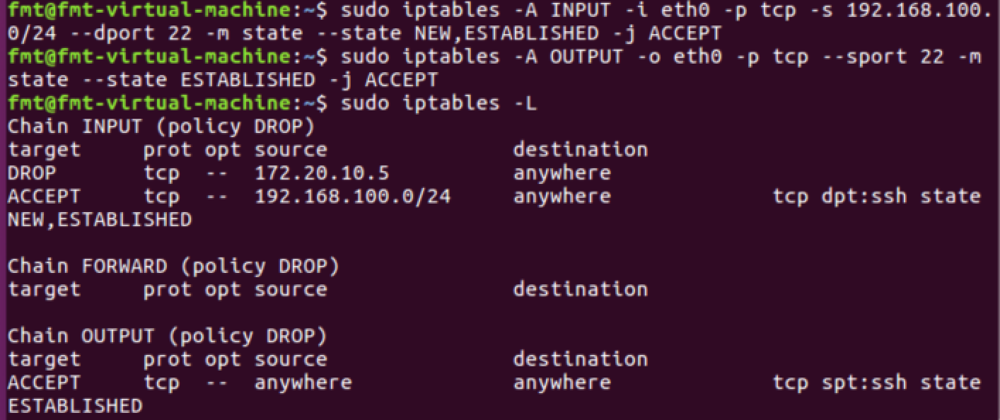 fmt@fmt-virtual-machine:~$ sudo iptables -A INPUT -i eth0 -p tcp -s 192.168.100.
0/24 --dport 22 -m state --state NEW,ESTABLISHED -j ACCEPT
fmt@fmt-virtual-machine:~$ sudo iptables -A OUTPUT -o eth0 -p tcp --sport 22 -m
state --state ESTABLISHED -j ACCEPT
fmt@fmt-virtual-machine:~$ sudo iptables -L
Chain INPUT (policy DROP)
target     prot opt source               destination
DROP       tcp  --  172.20.10.5          anywhere
ACCEPT     tcp  --  192.168.100.0/24     anywhere             tcp dpt:ssh state
NEW,ESTABLISHED

Chain FORWARD (policy DROP)
target     prot opt source               destination

Chain OUTPUT (policy DROP)
target     prot opt source               destination
ACCEPT     tcp  --  anywhere             anywhere             tcp spt:ssh state
ESTABLISHED